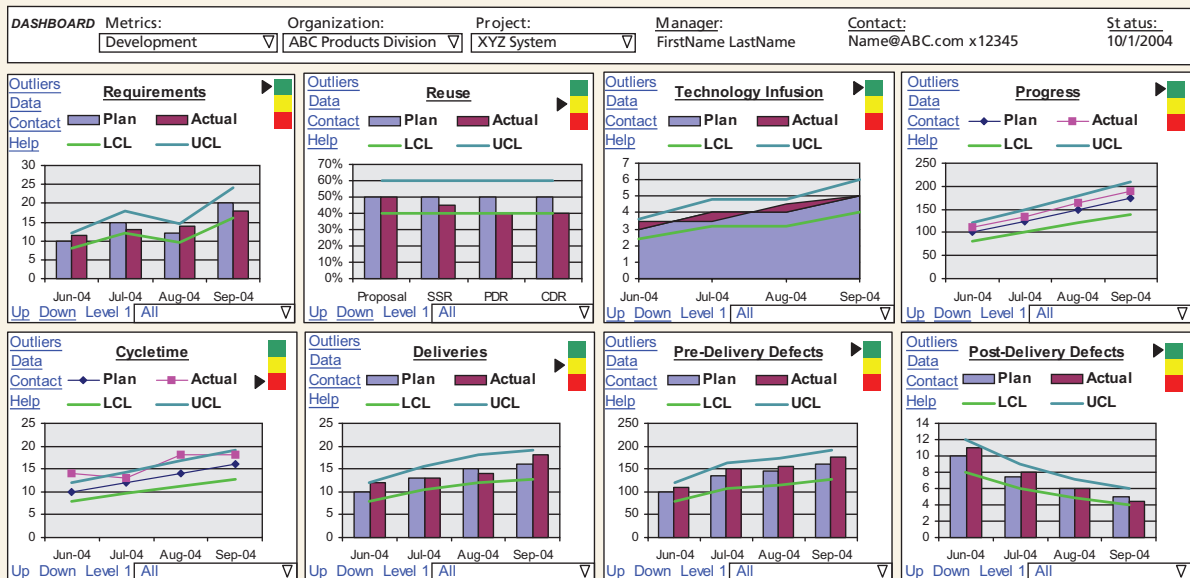 DASHBOARD Metrics: Organization: Project: Manager: Contact: Status:
Development ABC Products Division XYZ System FirstName LastName Name@ABC.com x12345 10/1/2004
Outliers
Data
Contact
Help
Requirements
Plan Actual
LCL UCL
30
25
20
15
10
5
0
Jun-04 Jul-04 Aug-04 Sep-04
Up Down Level 1 All
Outliers
Data
Contact
Help
Reuse
Plan Actual
LCL UCL
70%
60%
50%
40%
30%
20%
10%
0%
Proposal SSR PDR CDR
Up Down Level 1 All
Outliers
Data
Contact
Help
Technology Infusion
Plan Actual
LCL UCL
7
6
5
4
3
2
1
0
Jun-04 Jul-04 Aug-04 Sep-04
Up Down Level 1 All
Outliers
Data
Contact
Help
Progress
Plan Actual
LCL UCL
250
200
150
100
50
0
Jun-04 Jul-04 Aug-04 Sep-04
Up Down Level 1 All
Outliers
Data
Contact
Help
Cycletime
Plan Actual
LCL UCL
25
20
15
10
5
0
Jun-04 Jul-04 Aug-04 Sep-04
Up Down Level 1 All
Outliers
Data
Contact
Help
Deliveries
Plan Actual
LCL UCL
25
20
15
10
5
0
Jun-04 Jul-04 Aug-04 Sep-04
Up Down Level 1 All
Outliers
Data
Contact
Help
Pre-Delivery Defects
Plan Actual
LCL UCL
250
200
150
100
50
0
Jun-04 Jul-04 Aug-04 Sep-04
Up Down Level 1 All
Outliers
Data
Contact
Help
Post-Delivery Defects
Plan Actual
LCL UCL
14
12
10
8
6
4
2
0
Jun-04 Jul-04 Aug-04 Sep-04
Up Down Level 1 All